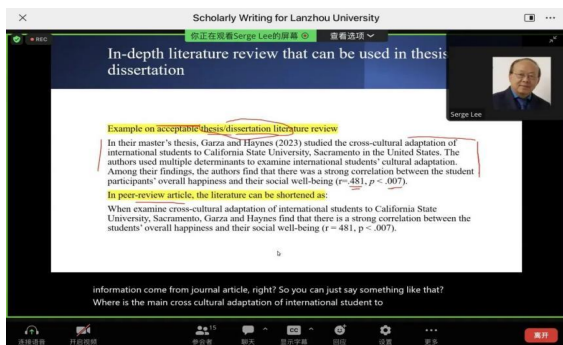 Scholarly Writing for Lanzhou University
REC
你正在观看Serge Lee的屏幕
查看选项
In-depth literature review that can be used in thesis
dissertation
Serge Lee
Example on acceptable thesis/dissertation literature review
In their master's thesis, Garza and Haynes (2023) studied the cross-cultural adaptation of
international students to California State University, Sacramento in the United States. The
authors used multiple determinants to examine international students' cultural adaptation.
Among their findings, the authors find that there was a strong correlation between the student
participants' overall happiness and their social well-being (r=.481, p < .007).
In peer-review article, the literature can be shortened as:
When examine cross-cultural adaptation of international students to California State
University, Sacramento, Garza and Haynes find that there is a strong correlation between the
students' overall happiness and their social well-being (r = 481, p < .007).
information come from journal article, right? So you can just say something like that?
Where is the main cross cultural adaptation of international student to
15
CC
连接语音
开启视频
参会者
聊天
显示字幕
回应
设置
更多
离开